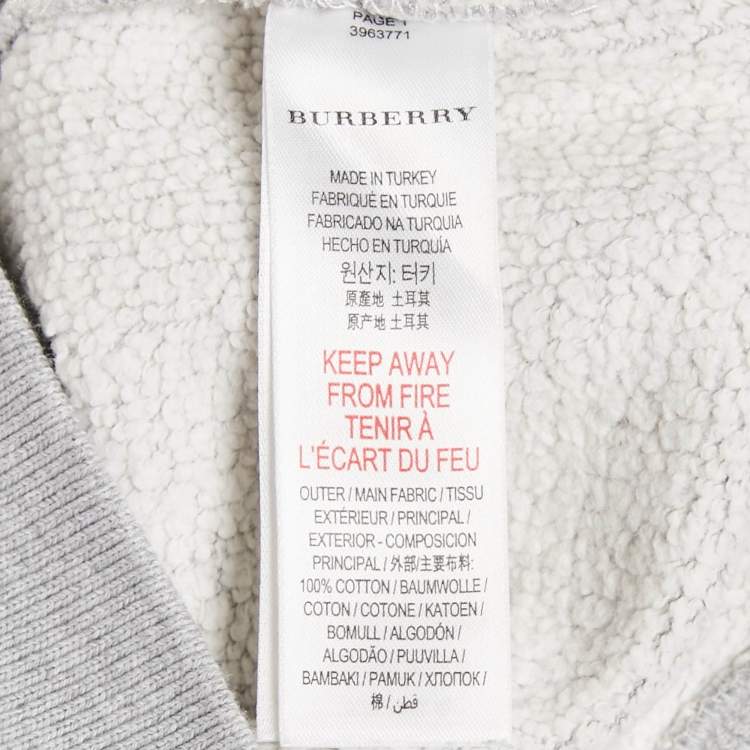 PAGE 1
3963771
BURBERRY
MADE IN TURKEY
FABRIQUÉ EN TURQUIE
FABRICADO NA TURQUIA
HECHO EN TURQUÍA
원산지: 터키
原產地 土耳其
原产地 土耳其
KEEP AWAY
FROM FIRE
TENIR À
L'ÉCART DU FEU
OUTER / MAIN FABRIC / TISSU
EXTÉRIEUR / PRINCIPAL /
EXTERIOR - COMPOSICION
PRINCIPAL / 外部/主要布料:
100% COTTON / BAUMWOLLE /
COTON / COTONE / KATOEN /
BOMULL / ALGODÓN /
ALGODÃO / PUUVILLA /
BAMBAKI / PAMUK / ХЛОПОК /
棉 / قطن /